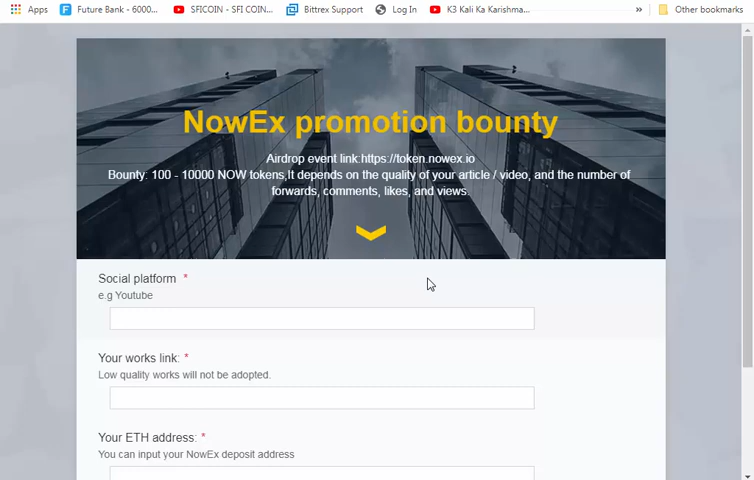 Apps Future Bank - 6000... SFICOIN - SFI COIN... Bittrex Support Log In K3 Kali Ka Karishma... » Other bookmarks
NowEx promotion bounty
Airdrop event link:https://token.nowex.io
Bounty: 100 - 10000 NOW tokens,It depends on the quality of your article / video, and the number of
forwards, comments, likes, and views.
Social platform *
e.g Youtube
Your works link: *
Low quality works will not be adopted.
Your ETH address: *
You can input your NowEx deposit address